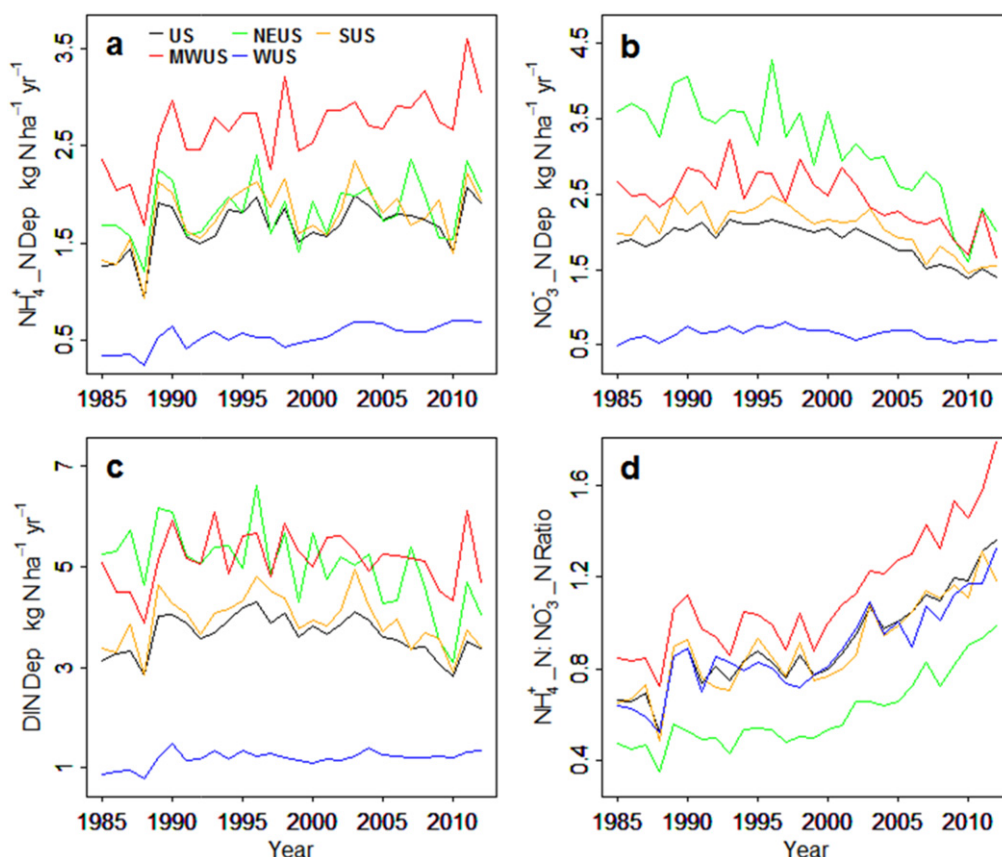 a
US NEUS SUS
MWUS WUS
NH₄⁺_N Dep kg N ha⁻¹ yr⁻¹
3.5
2.5
1.5
0.5
1985 1990 1995 2000 2005 2010
b
NO₃⁻_N Dep kg N ha⁻¹ yr⁻¹
4.5
3.5
2.5
1.5
0.5
1985 1990 1995 2000 2005 2010
c
DIN Dep kg N ha⁻¹ yr⁻¹
7
5
3
1
1985 1990 1995 2000 2005 2010
Year
d
NH₄⁺_N: NO₃⁻_N Ratio
1.6
1.2
0.8
0.4
1985 1990 1995 2000 2005 2010
Year